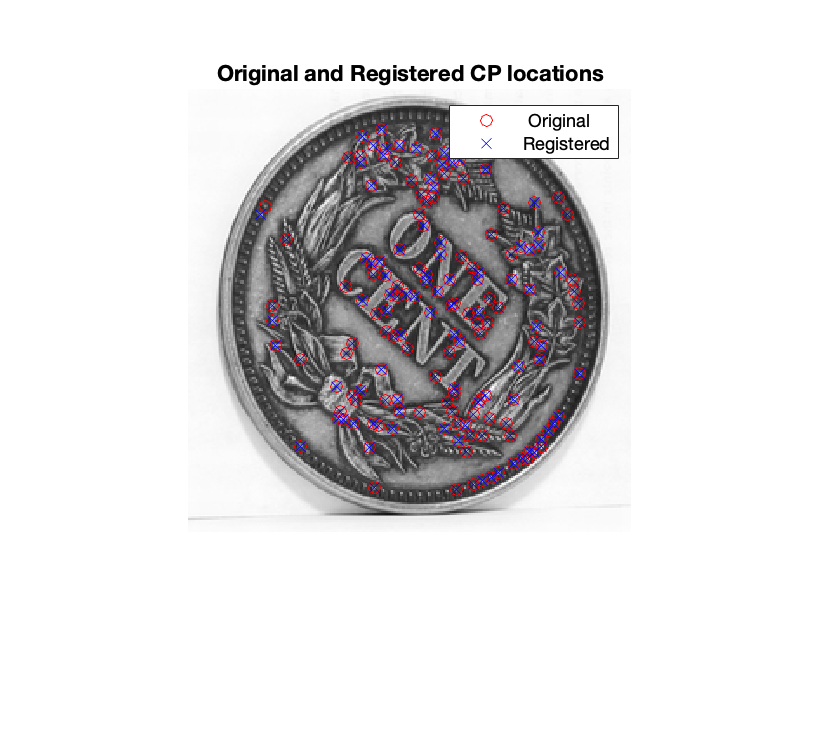 Original and Registered CP locations
Original
Registered
ONE
CENT